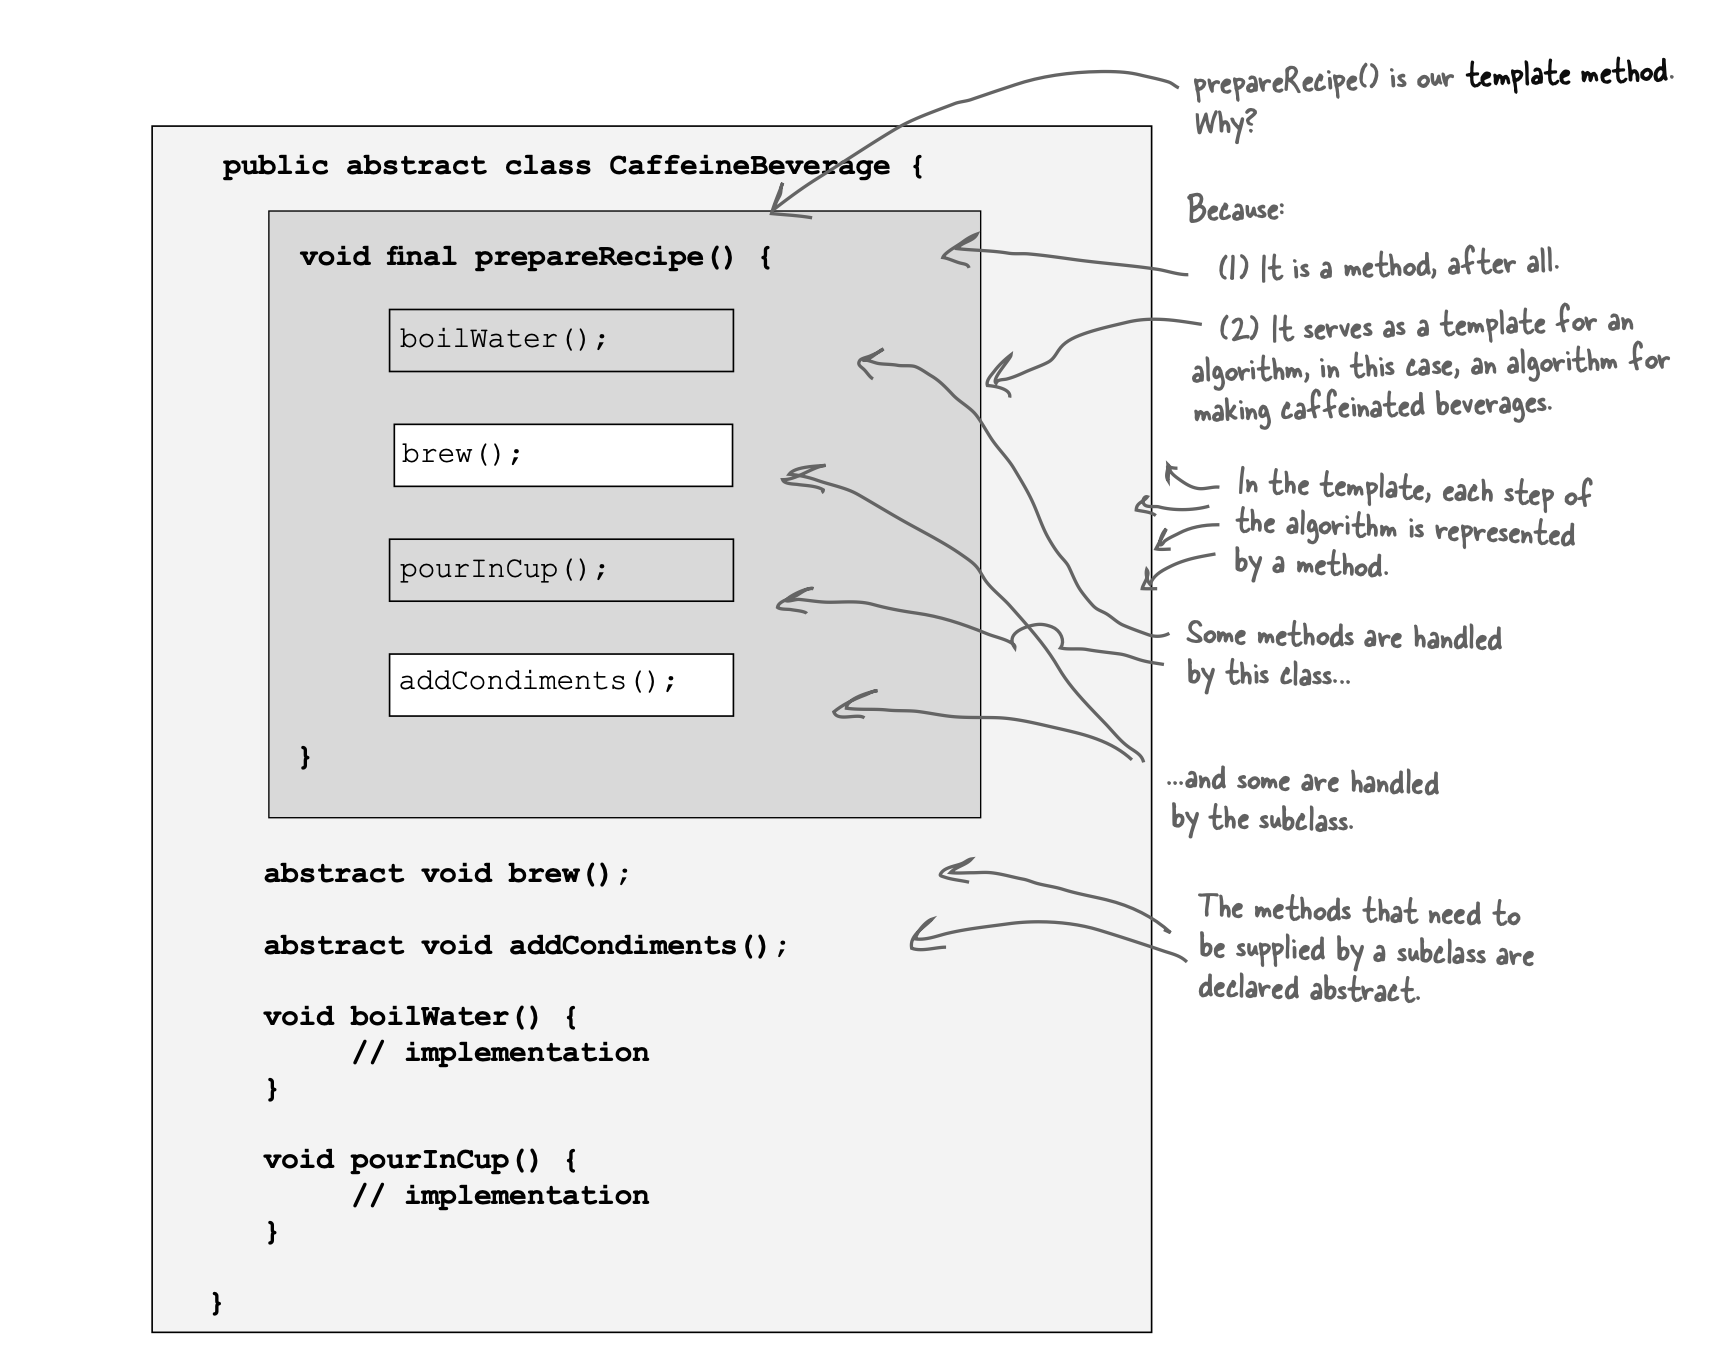 prepareRecipe() is our template method.
Why?
public abstract class CaffeineBeverage {
Because:
void final prepareRecipe() {
(1) It is a method, after all.
boilWater();
(2) It serves as a template for an
algorithm, in this case, an algorithm for
making caffeinated beverages.
brew();
In the template, each step of
the algorithm is represented
by a method.
pourInCup();
Some methods are handled
by this class...
addCondiments();
}
...and some are handled
by the subclass.
abstract void brew();
The methods that need to
be supplied by a subclass are
declared abstract.
abstract void addCondiments();
void boilWater() {
// implementation
}
void pourInCup() {
// implementation
}
}